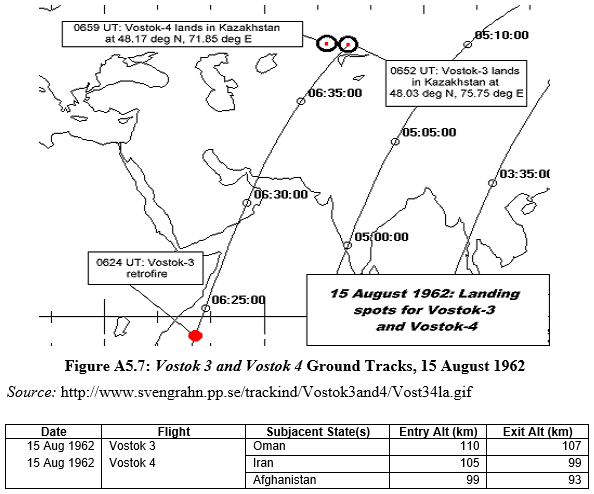 0659 UT: Vostok-4 lands in Kazakhstan
at 48.17 deg N, 71.85 deg E
05:10:00
0652 UT: Vostok-3 lands
in Kazakhstan at
48.03 deg N, 75.75 deg E
06:35:00
05:05:00
03:35:0(
06:30:00
05:00:00
0624 UT: Vostok-3
retrofire
06:25:00
15 August 1962: Landing
spots for Vostok-3
and Vostok-4
Figure A5.7: Vostok 3 and Vostok 4 Ground Tracks, 15 August 1962
Source: http://www.svengrahn.pp.se/trackind/Vostok3and4/Vost34la.gif
Date Flight Subjacent State(s) Entry Alt (km) Exit Alt (km)
15 Aug 1962 Vostok 3 Oman 110 107
15 Aug 1962 Vostok 4 Iran 105 99
Afghanistan 99 93